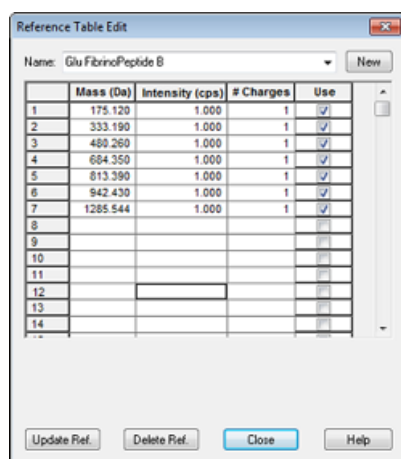 Reference Table Edit
Name: Glu FibrinoPeptide B New
Mass (Da) Intensity (cps) # Charges Use
1 175.120 1.000 1
2 333.190 1.000 1
3 480.260 1.000 1
4 684.350 1.000 1
5 813.390 1.000 1
6 942.430 1.000 1
7 1285.544 1.000 1
8
9
10
11
12
13
14
Update Ref. Delete Ref. Close Help